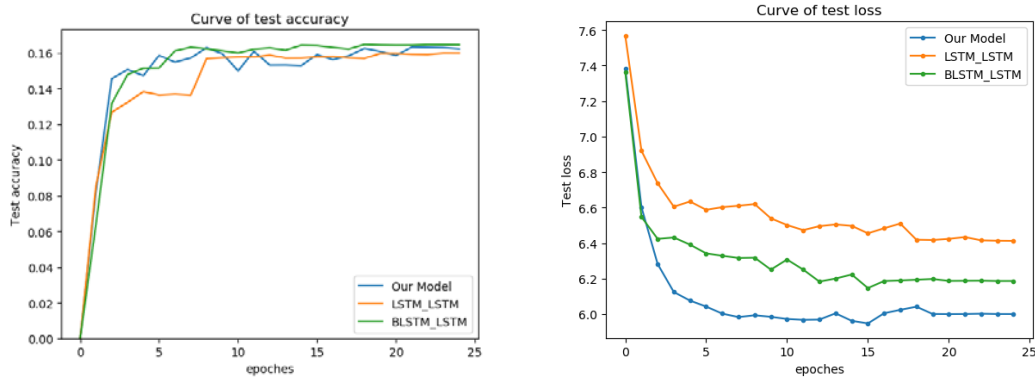 Curve of test accuracy
Test accuracy
0.16
0.14
0.12
0.10
0.08
0.06
0.04
0.02
0.00
Our Model
LSTM_LSTM
BLSTM_LSTM
0 5 10 15 20 25
epoches
Curve of test loss
Test loss
7.6
7.4
7.2
7.0
6.8
6.6
6.4
6.2
6.0
Our Model
LSTM_LSTM
BLSTM_LSTM
0 5 10 15 20 25
epoches